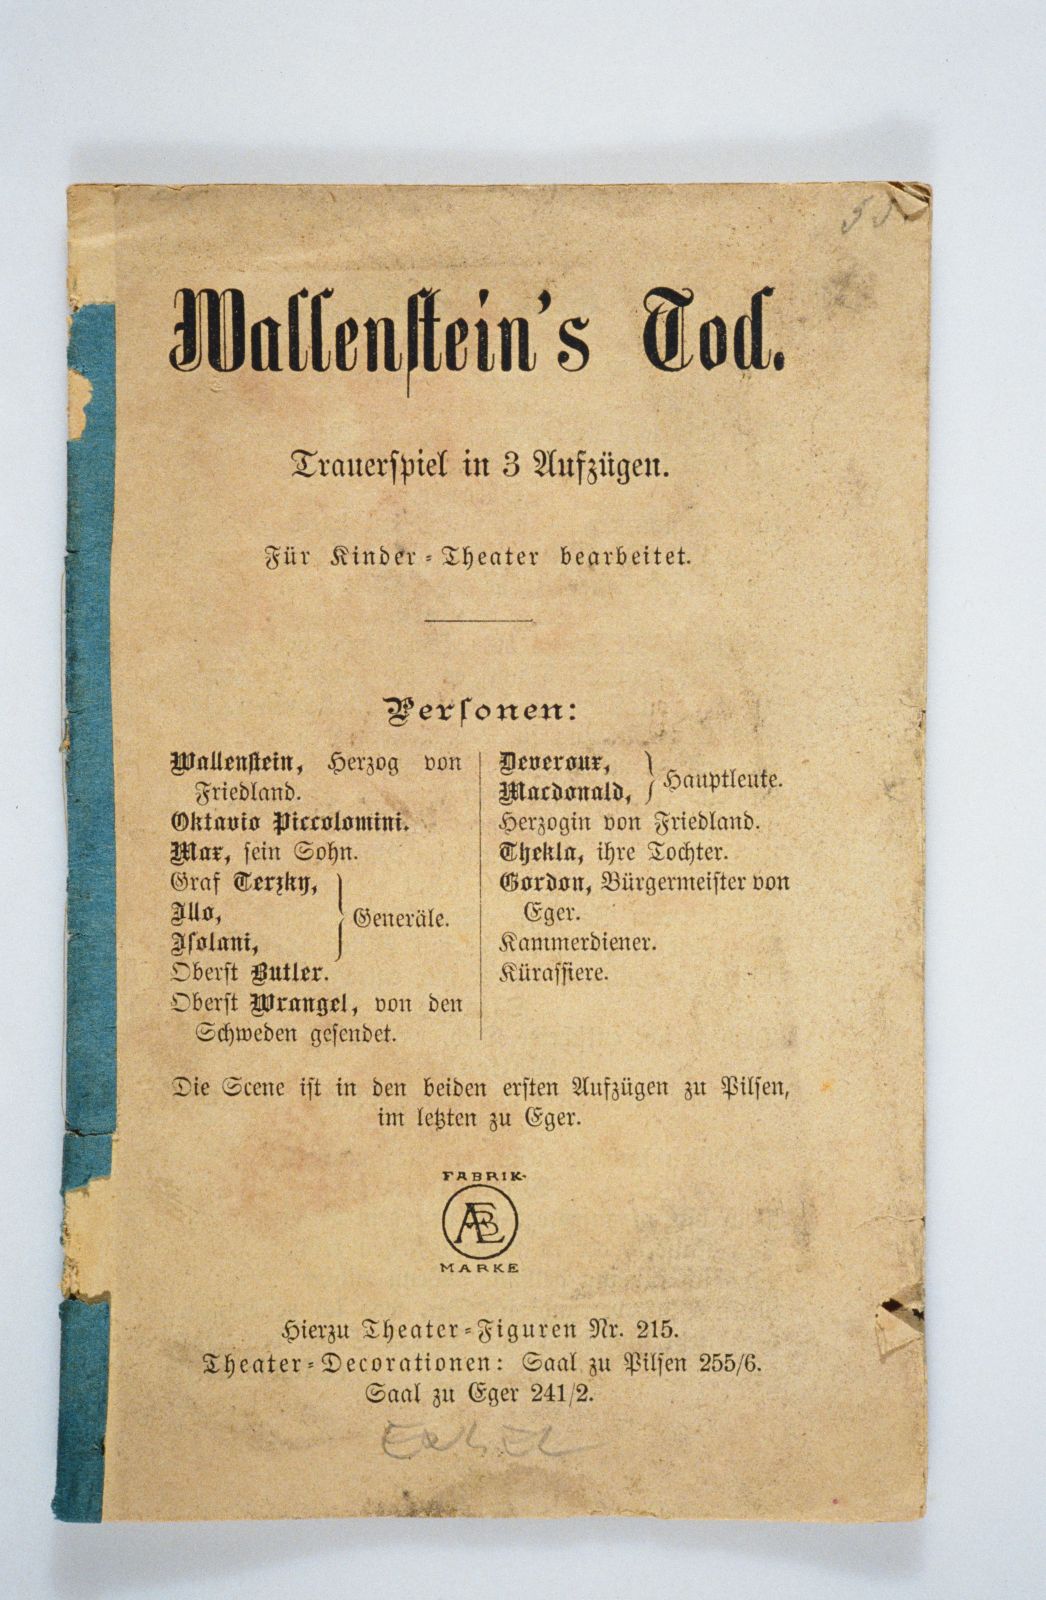 Wallenstein's Tod.
Trauerspiel in 3 Aufzügen.
Für Kinder-Theater bearbeitet.
Personen:
Wallenstein, Herzog von
Friedland.
Oktavio Piccolomini.
Max, sein Sohn.
Graf Terzky,
Illo,
Isolani,
Generäle.
Oberst Butler.
Oberst Wrangel, von den
Schweden gesendet.
Deveroux,
Macdonald,
Hauptleute.
Herzogin von Friedland.
Thekla, ihre Tochter.
Gordon, Bürgermeister von
Eger.
Kammerdiener.
Kürassiere.
Die Scene ist in den beiden ersten Aufzügen zu Pilsen,
im letzten zu Eger.
FABRIK-
AEB
MARKE
Hierzu Theater-Figuren Nr. 215.
Theater-Decorationen: Saal zu Pilsen 255/6.
Saal zu Eger 241/2.